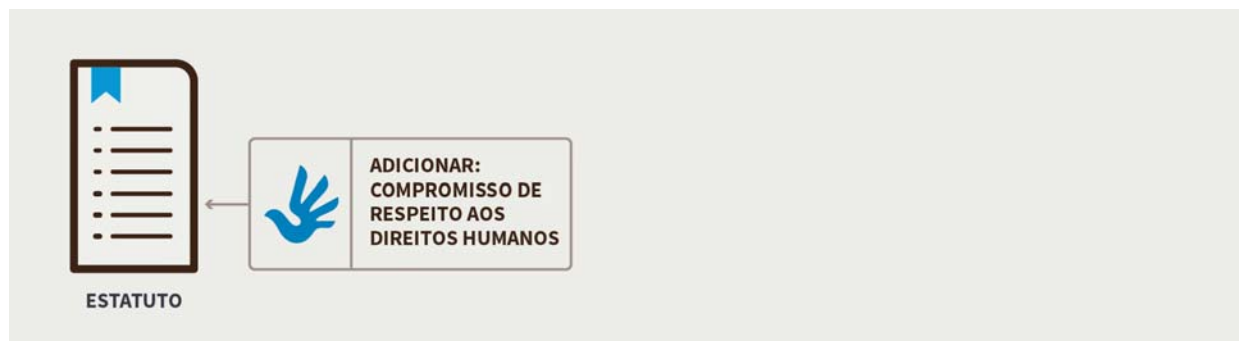 ADICIONAR:
COMPROMISSO DE
RESPEITO AOS
DIREITOS HUMANOS
ESTATUTO